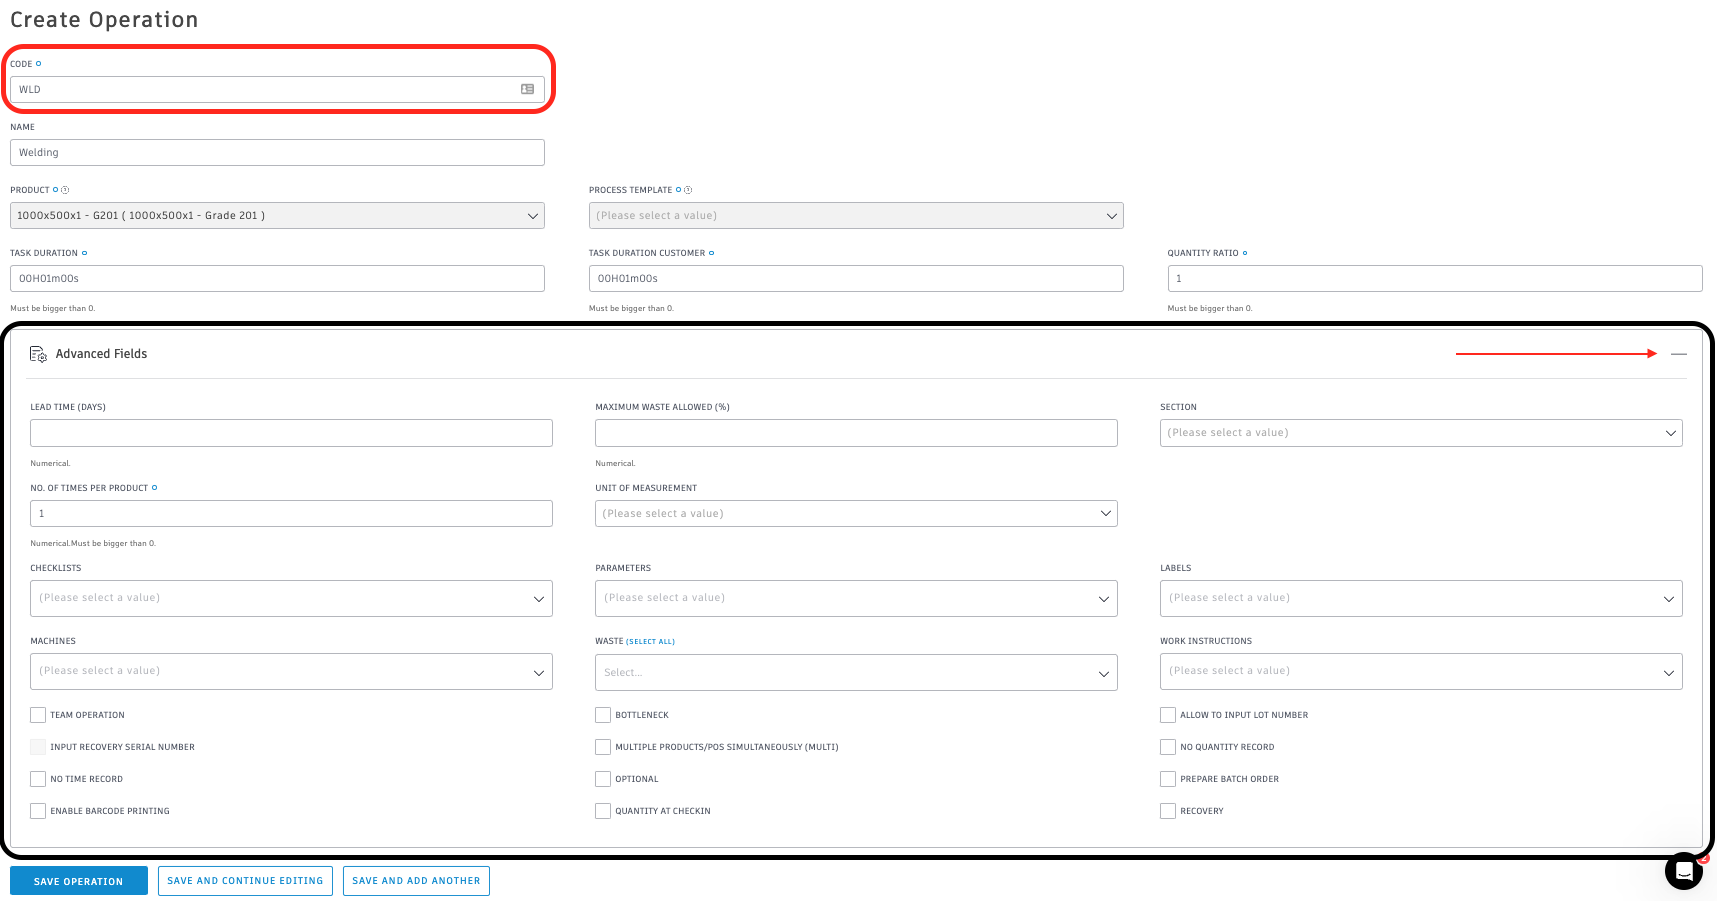 Create Operation
CODE
WLD
NAME
Welding
PRODUCT
PROCESS TEMPLATE
1000x500x1 - G201 ( 1000x500x1 - Grade 201 )
(Please select a value)
TASK DURATION
TASK DURATION CUSTOMER
QUANTITY RATIO
00H01m00s
00H01m00s
1
Must be bigger than 0.
Must be bigger than 0.
Must be bigger than 0.
Advanced Fields
LEAD TIME (DAYS)
MAXIMUM WASTE ALLOWED (%)
SECTION
(Please select a value)
Numerical.
Numerical.
NO. OF TIMES PER PRODUCT
UNIT OF MEASUREMENT
1
(Please select a value)
Numerical.Must be bigger than 0.
CHECKLISTS
PARAMETERS
LABELS
(Please select a value)
(Please select a value)
(Please select a value)
MACHINES
WASTE (SELECT ALL)
WORK INSTRUCTIONS
(Please select a value)
Select...
(Please select a value)
TEAM OPERATION
BOTTLENECK
ALLOW TO INPUT LOT NUMBER
INPUT RECOVERY SERIAL NUMBER
MULTIPLE PRODUCTS/POS SIMULTANEOUSLY (MULTI)
NO QUANTITY RECORD
NO TIME RECORD
OPTIONAL
PREPARE BATCH ORDER
ENABLE BARCODE PRINTING
QUANTITY AT CHECKIN
RECOVERY
SAVE OPERATION
SAVE AND CONTINUE EDITING
SAVE AND ADD ANOTHER